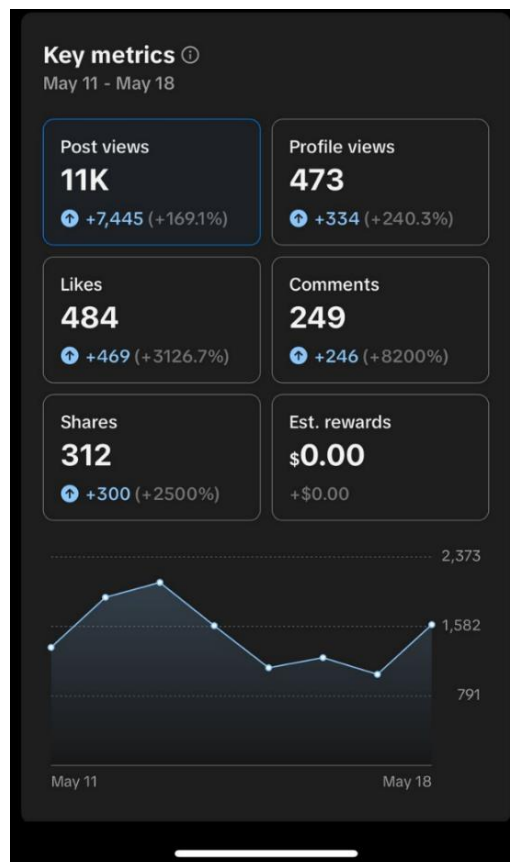 Key metrics
May 11 - May 18
Post views
11K
+7,445 (+169.1%)
Profile views
473
+334 (+240.3%)
Likes
484
+469 (+3126.7%)
Comments
249
+246 (+8200%)
Shares
312
+300 (+2500%)
Est. rewards
$0.00
+$0.00
2,373
1,582
791
May 11
May 18